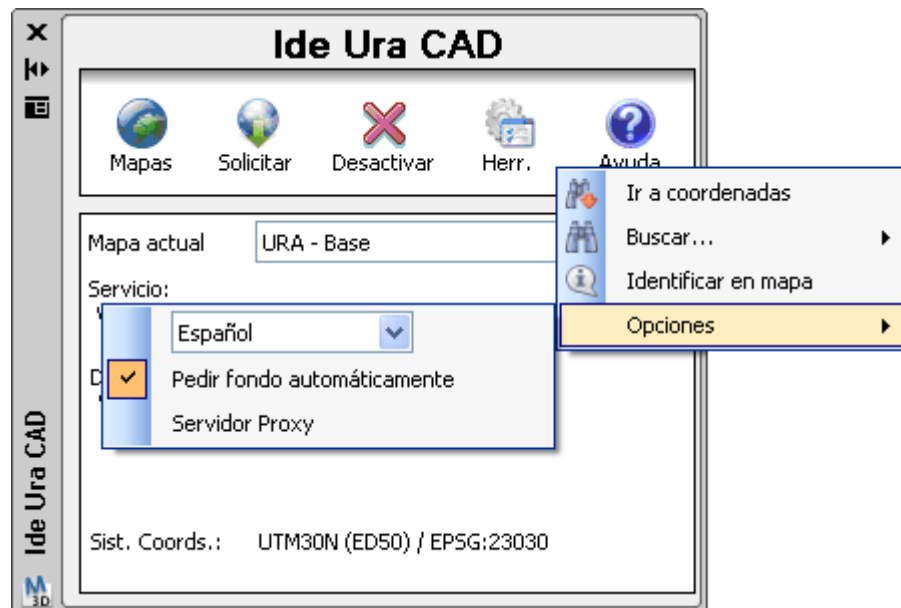 Ide Ura CAD
Mapas Solicitar Desactivar Herr. Ayuda
Ir a coordenadas
Mapa actual URA - Base Buscar...
Servicio: Identificar en mapa
Español Opciones
Pedir fondo automáticamente
Servidor Proxy
Sist. Coords.: UTM30N (ED50) / EPSG:23030
Ide Ura CAD
M
3D